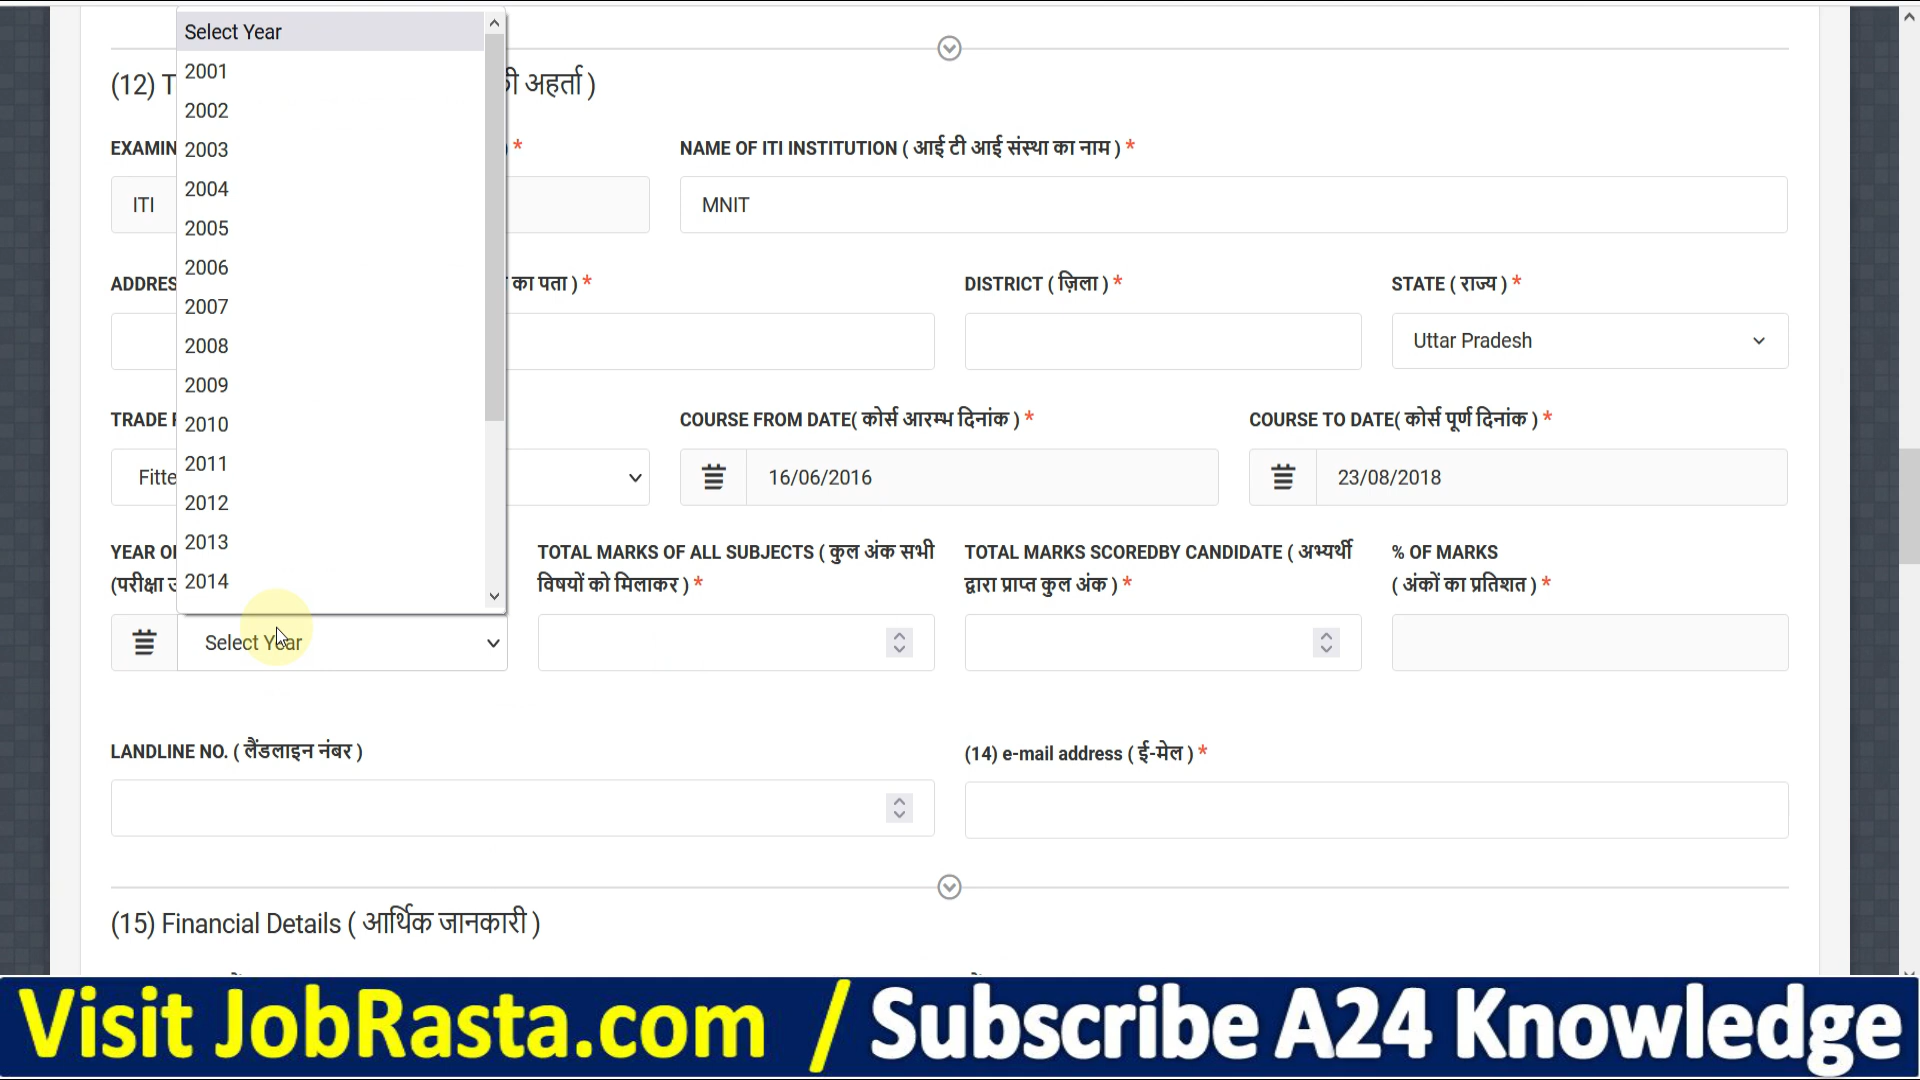 Select Year
2001
(12) T ी अहर्ता )
2002
EXAMIN ) * NAME OF ITI INSTITUTION ( आई टी आई संस्था का नाम ) *
2003
2004
ITI MNIT
2005
2006
ADDRES का पता ) * DISTRICT ( ज़िला ) * STATE ( राज्य ) *
2007
2008
Uttar Pradesh
2009
2010
TRADE COURSE FROM DATE( कोर्स आरम्भ दिनांक ) * COURSE TO DATE( कोर्स पूर्ण दिनांक ) *
2011
Fitte 16/06/2016 23/08/2018
2012
2013
YEAR O TOTAL MARKS OF ALL SUBJECTS ( कुल अंक सभी TOTAL MARKS SCOREDBY CANDIDATE ( अभ्यर्थी % OF MARKS
2014
(परीक्षा विषयों को मिलाकर ) * द्वारा प्राप्त कुल अंक ) * ( अंकों का प्रतिशत ) *
Select Year
LANDLINE NO. ( लैंडलाइन नंबर ) (14) e-mail address ( ई-मेल ) *
(15) Financial Details ( आर्थिक जानकारी )
Visit JobRasta.com / Subscribe A24 Knowledge